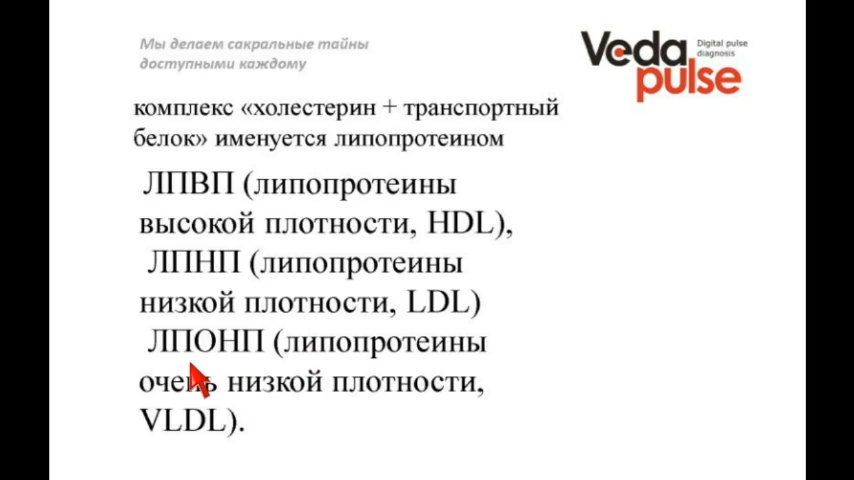 Мы делаем сакральные тайны
доступными каждому
Veda
pulse
Digital pulse
diagnosis
комплекс «холестерин + транспортный
белок» именуется липопротеином
ЛПВП (липопротеины
высокой плотности, HDL),
ЛПНП (липопротеины
низкой плотности, LDL)
ЛПОНП (липопротеины
очень низкой плотности,
VLDL).